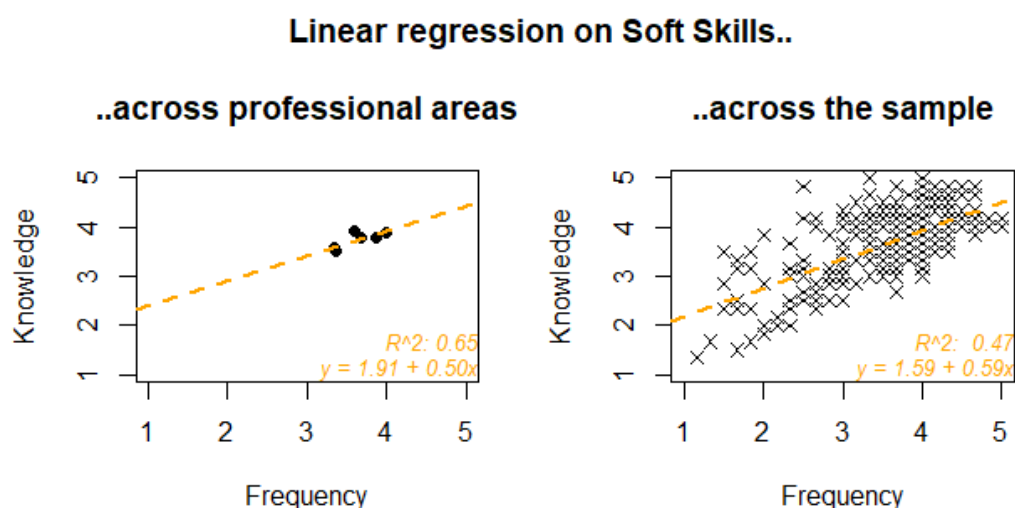 Linear regression on Soft Skills..
..across professional areas
..across the sample
Knowledge
5
4
3
2
1
R^2: 0.65
y = 1.91 + 0.50x
1 2 3 4 5
Frequency
Knowledge
5
4
3
2
1
R^2: 0.47
y = 1.59 + 0.59x
1 2 3 4 5
Frequency